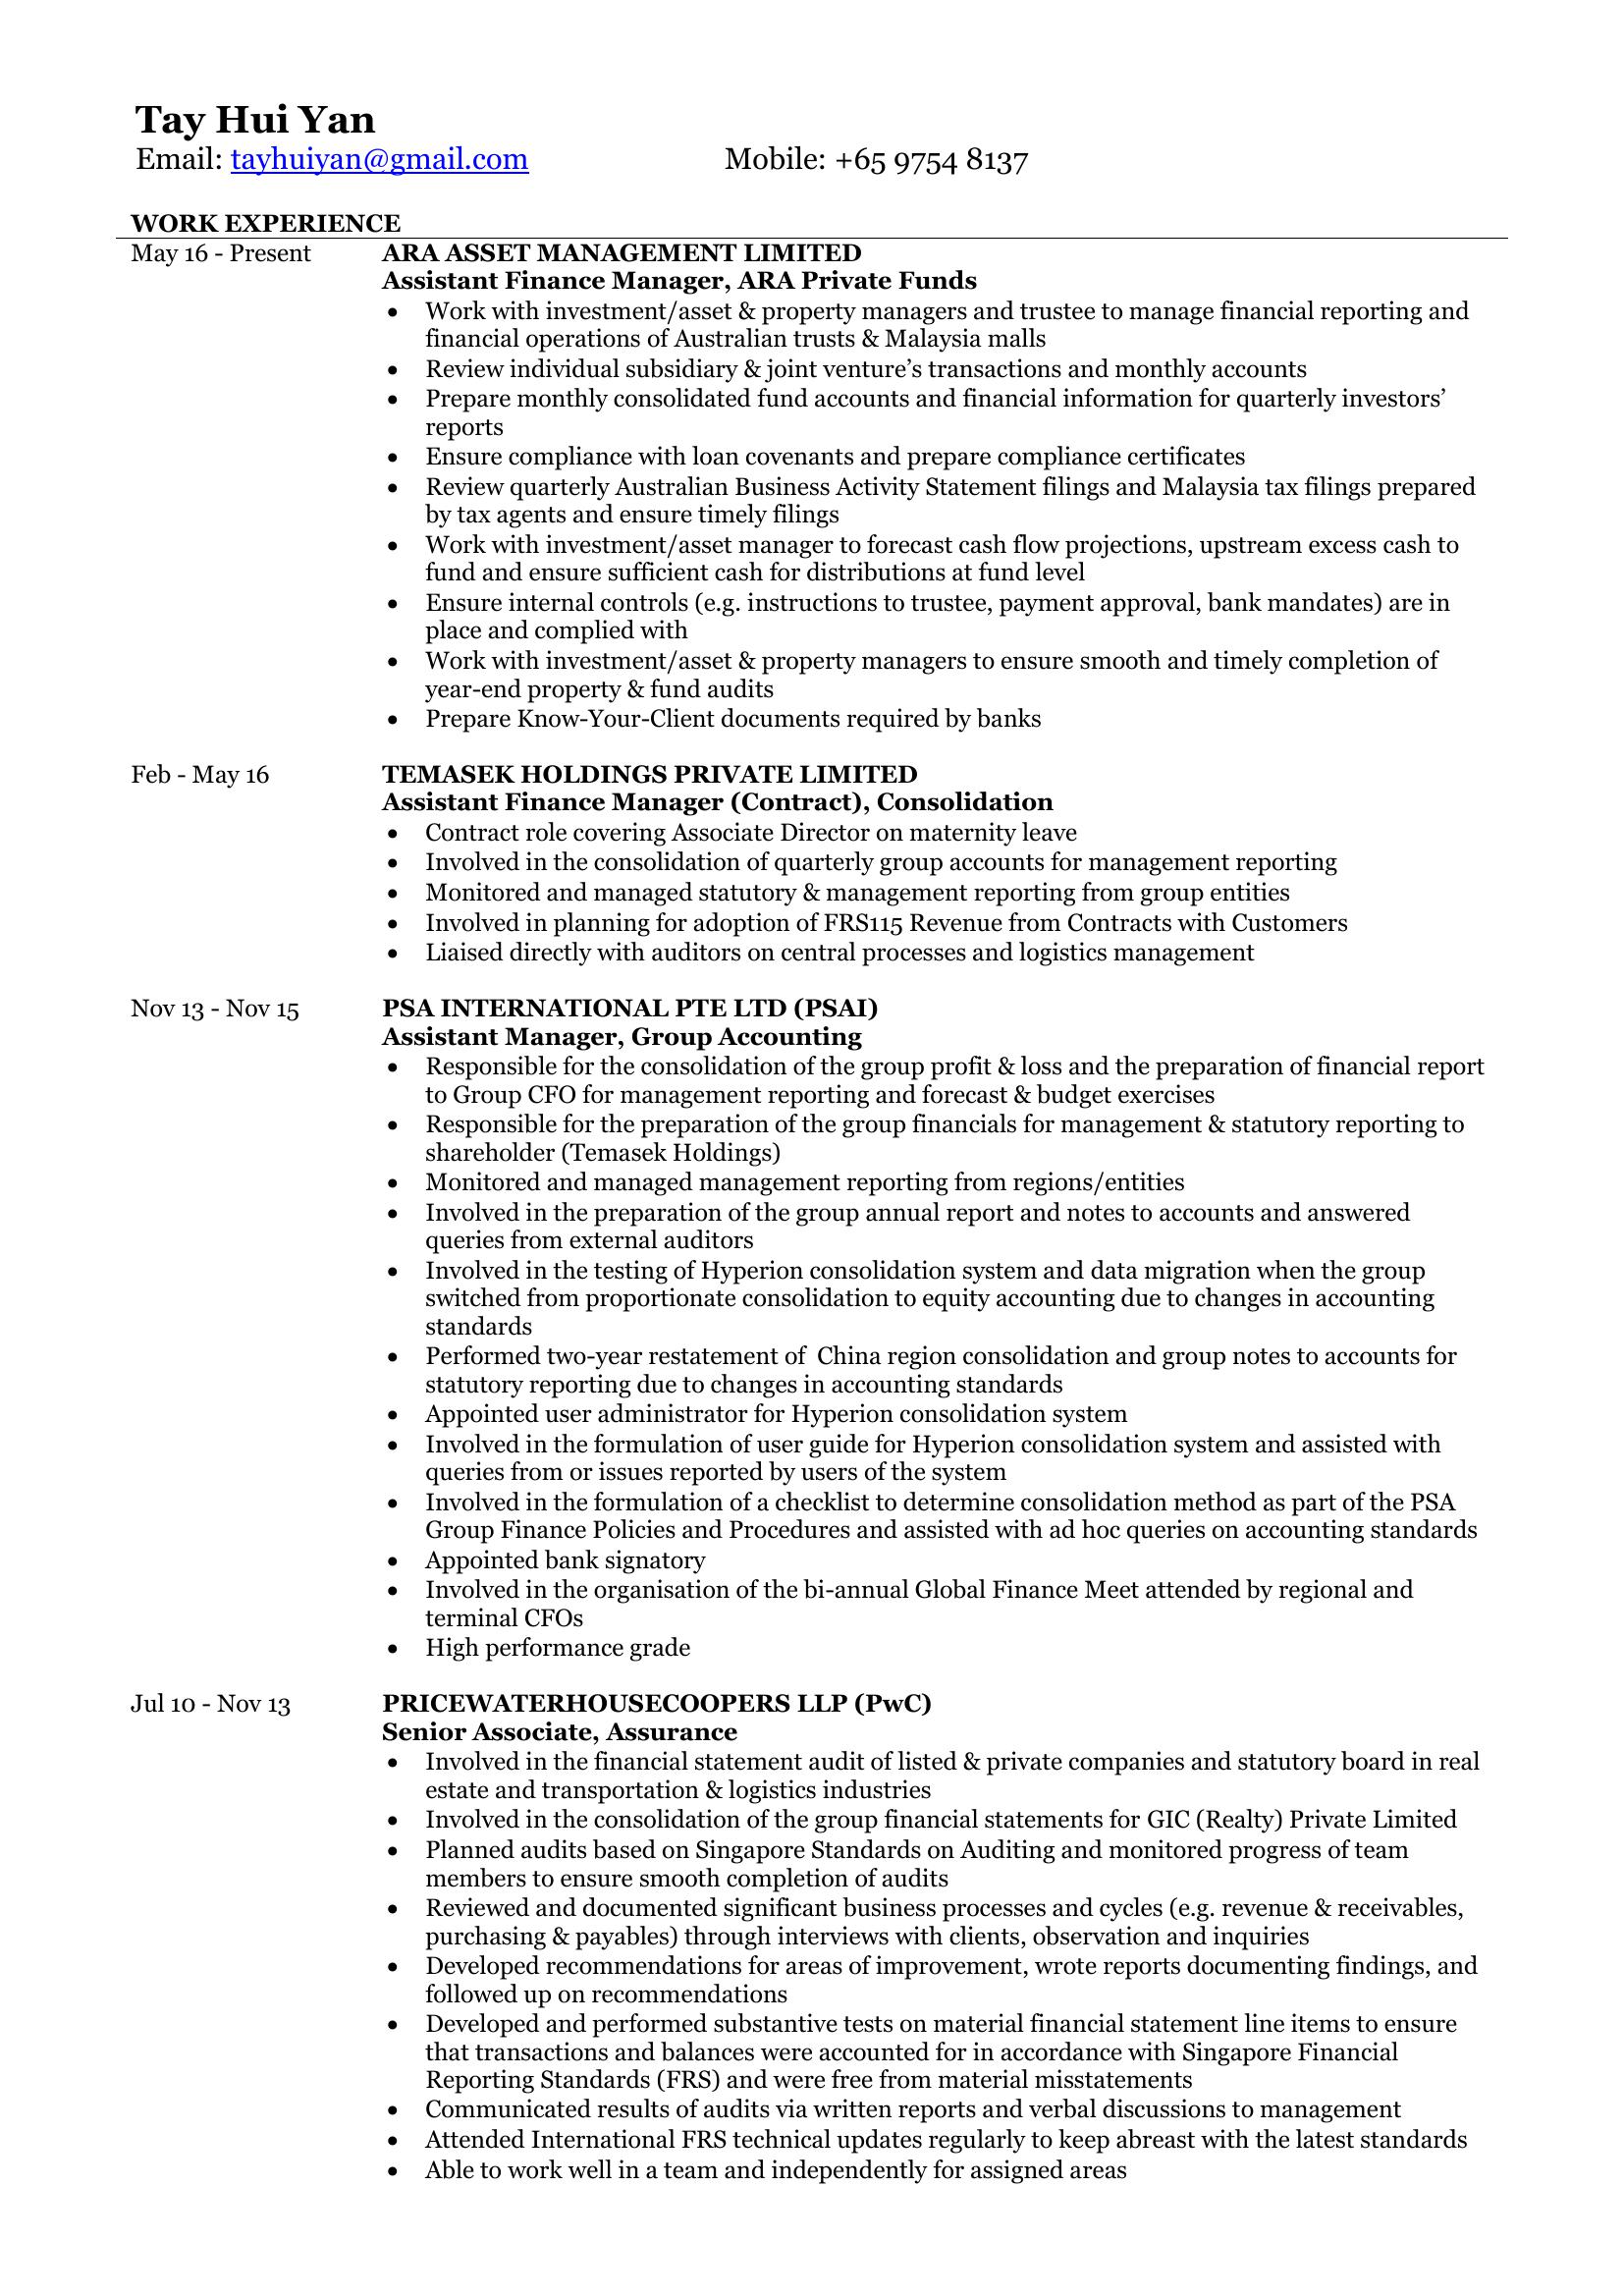 Tay Hui Yan
Email: tayhuiyan@gmail.com Mobile: +65 9754 8137
WORK EXPERIENCE
May 16 - Present ARA ASSET MANAGEMENT LIMITED
Assistant Finance Manager, ARA Private Funds
• Work with investment/asset & property managers and trustee to manage financial reporting and
financial operations of Australian trusts & Malaysia malls
• Review individual subsidiary & joint venture’s transactions and monthly accounts
• Prepare monthly consolidated fund accounts and financial information for quarterly investors’
reports
• Ensure compliance with loan covenants and prepare compliance certificates
• Review quarterly Australian Business Activity Statement filings and Malaysia tax filings prepared
by tax agents and ensure timely filings
• Work with investment/asset manager to forecast cash flow projections, upstream excess cash to
fund and ensure sufficient cash for distributions at fund level
• Ensure internal controls (e.g. instructions to trustee, payment approval, bank mandates) are in
place and complied with
• Work with investment/asset & property managers to ensure smooth and timely completion of
year-end property & fund audits
• Prepare Know-Your-Client documents required by banks
Feb - May 16 TEMASEK HOLDINGS PRIVATE LIMITED
Assistant Finance Manager (Contract), Consolidation
• Contract role covering Associate Director on maternity leave
• Involved in the consolidation of quarterly group accounts for management reporting
• Monitored and managed statutory & management reporting from group entities
• Involved in planning for adoption of FRS115 Revenue from Contracts with Customers
• Liaised directly with auditors on central processes and logistics management
Nov 13 - Nov 15 PSA INTERNATIONAL PTE LTD (PSAI)
Assistant Manager, Group Accounting
• Responsible for the consolidation of the group profit & loss and the preparation of financial report
to Group CFO for management reporting and forecast & budget exercises
• Responsible for the preparation of the group financials for management & statutory reporting to
shareholder (Temasek Holdings)
• Monitored and managed management reporting from regions/entities
• Involved in the preparation of the group annual report and notes to accounts and answered
queries from external auditors
• Involved in the testing of Hyperion consolidation system and data migration when the group
switched from proportionate consolidation to equity accounting due to changes in accounting
standards
• Performed two-year restatement of  China region consolidation and group notes to accounts for
statutory reporting due to changes in accounting standards
• Appointed user administrator for Hyperion consolidation system
• Involved in the formulation of user guide for Hyperion consolidation system and assisted with
queries from or issues reported by users of the system
• Involved in the formulation of a checklist to determine consolidation method as part of the PSA
Group Finance Policies and Procedures and assisted with ad hoc queries on accounting standards
• Appointed bank signatory
• Involved in the organisation of the bi-annual Global Finance Meet attended by regional and
terminal CFOs
• High performance grade
Jul 10 - Nov 13 PRICEWATERHOUSECOOPERS LLP (PwC)
Senior Associate, Assurance
• Involved in the financial statement audit of listed & private companies and statutory board in real
estate and transportation & logistics industries
• Involved in the consolidation of the group financial statements for GIC (Realty) Private Limited
• Planned audits based on Singapore Standards on Auditing and monitored progress of team
members to ensure smooth completion of audits
• Reviewed and documented significant business processes and cycles (e.g. revenue & receivables,
purchasing & payables) through interviews with clients, observation and inquiries
• Developed recommendations for areas of improvement, wrote reports documenting findings, and
followed up on recommendations
• Developed and performed substantive tests on material financial statement line items to ensure
that transactions and balances were accounted for in accordance with Singapore Financial
Reporting Standards (FRS) and were free from material misstatements
• Communicated results of audits via written reports and verbal discussions to management
• Attended International FRS technical updates regularly to keep abreast with the latest standards
• Able to work well in a team and independently for assigned areas